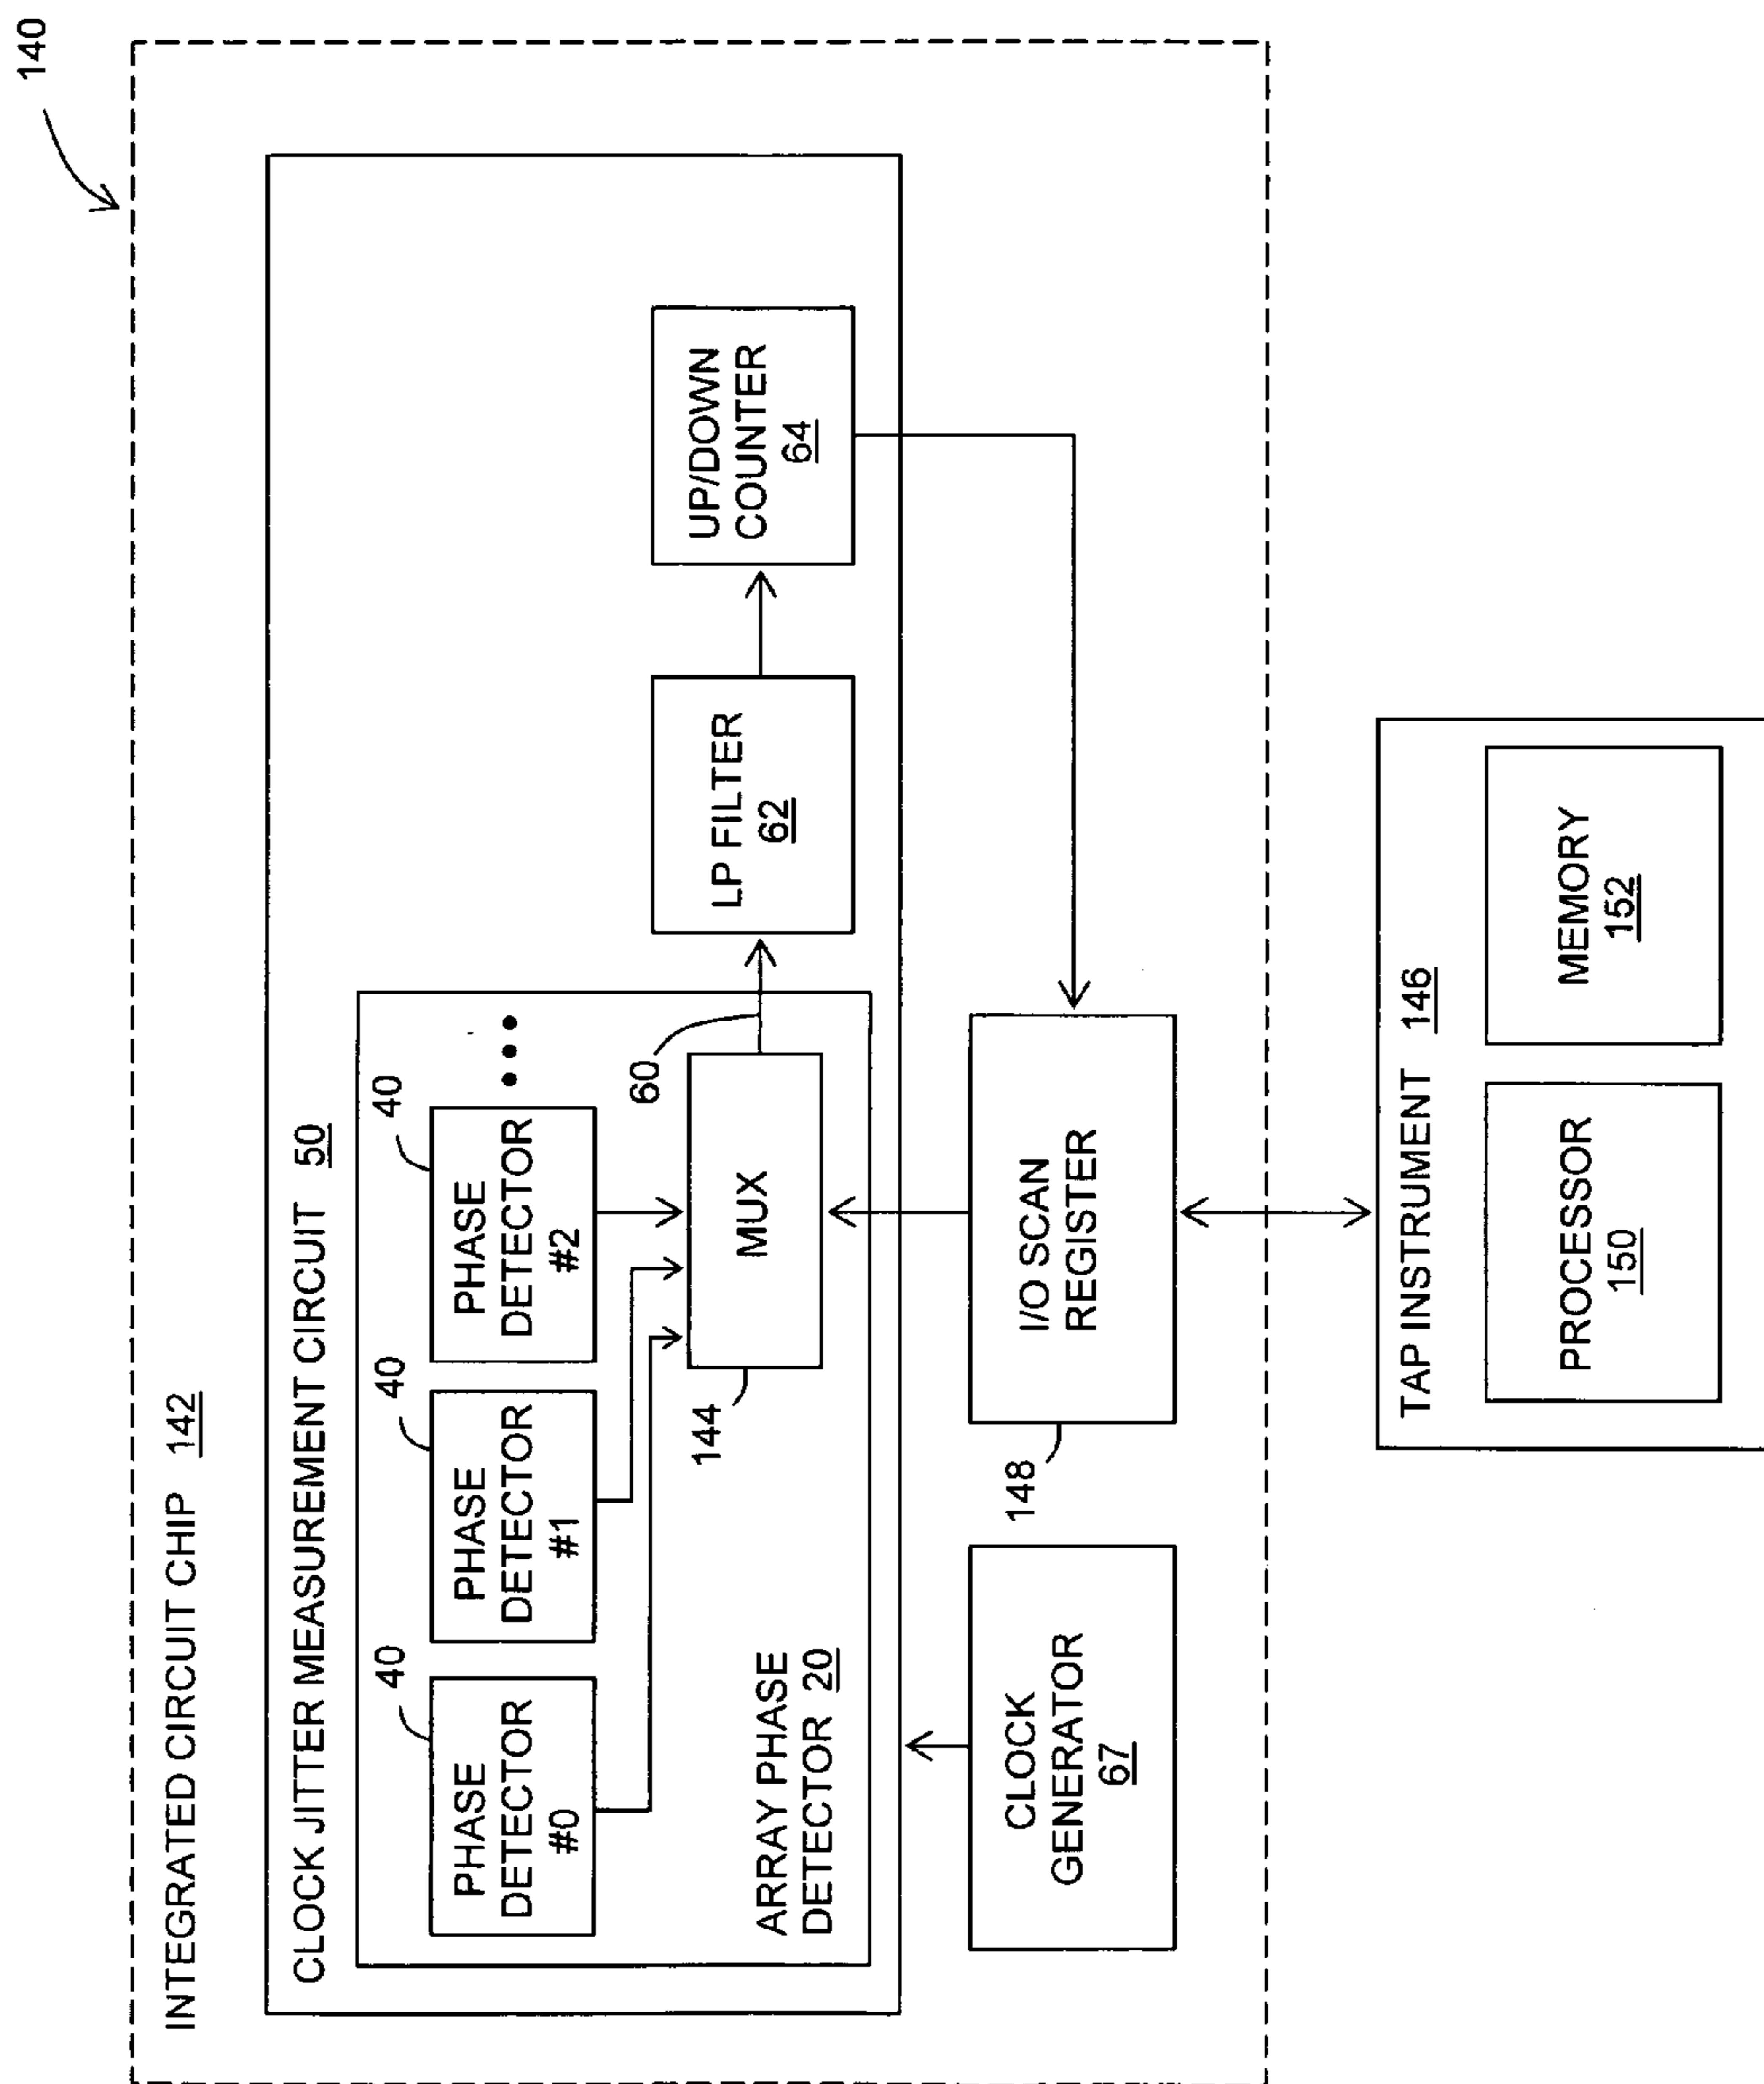 140
INTEGRATED CIRCUIT CHIP 142
CLOCK JITTER MEASUREMENT CIRCUIT 50
40
40
40
PHASE
DETECTOR
#0
PHASE
DETECTOR
#1
PHASE
DETECTOR
#2
ARRAY PHASE
DETECTOR 20
144
MUX
60
LP FILTER
62
UP/DOWN
COUNTER
64
CLOCK
GENERATOR
67
148
I/O SCAN
REGISTER
TAP INSTRUMENT 146
PROCESSOR
150
MEMORY
152